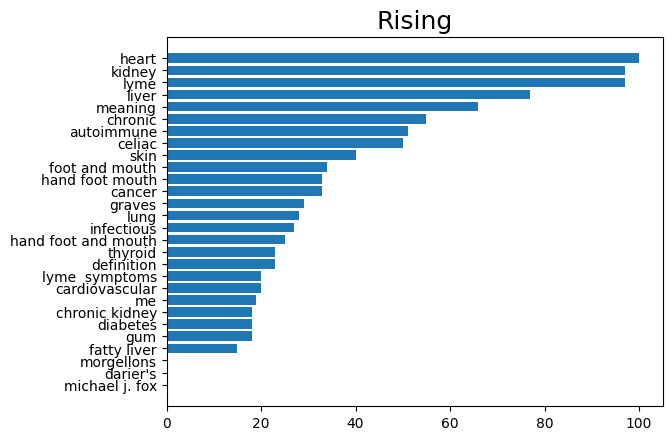 Rising
heart
kidney
lyme
liver
meaning
chronic
autoimmune
celiac
skin
foot and mouth
hand foot mouth
cancer
graves
lung
infectious
hand foot and mouth
thyroid
definition
lyme  symptoms
cardiovascular
me
chronic kidney
diabetes
gum
fatty liver
morgellons
darier's
michael j. fox
0 20 40 60 80 100